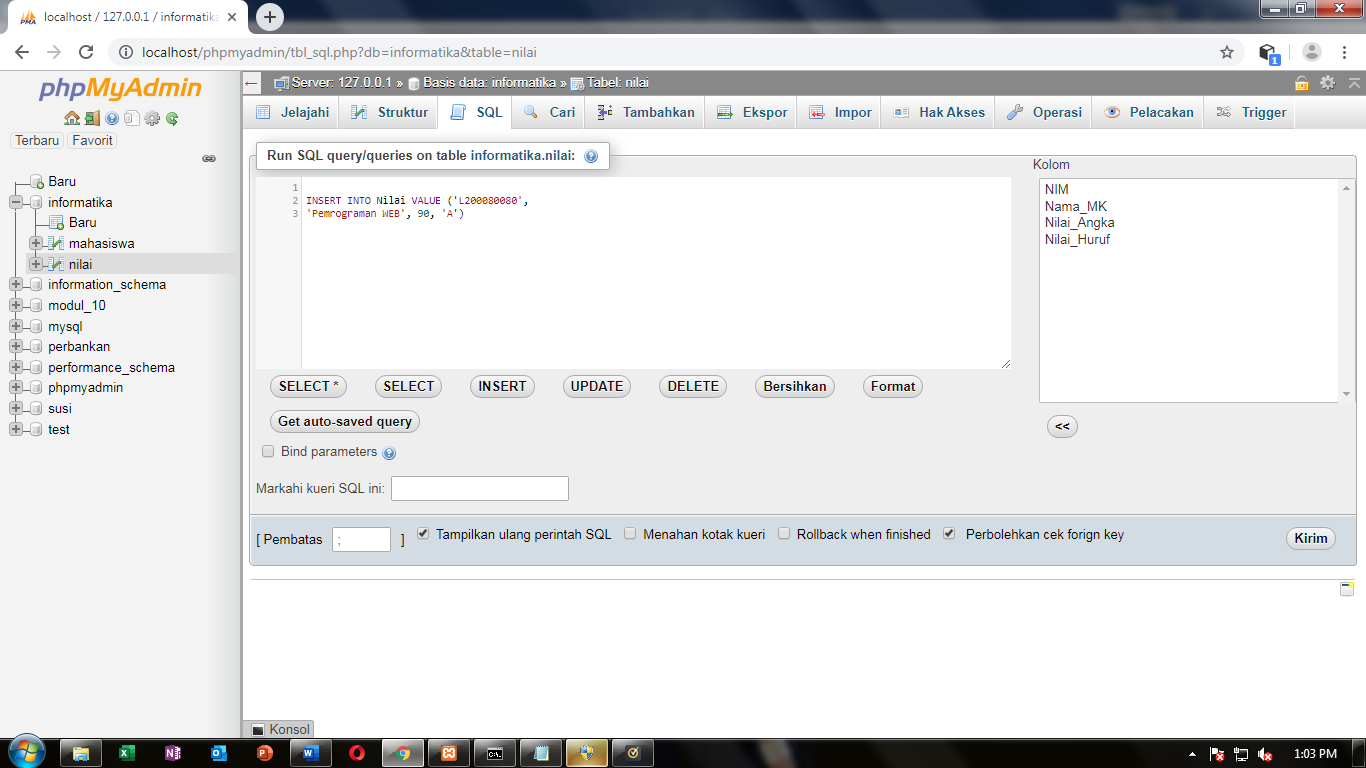 localhost / 127.0.0.1 / informatika
localhost/phpmyadmin/tbl_sql.php?db=informatika&table=nilai
1
phpMyAdmin
Terbaru Favorit
Baru
informatika
Baru
mahasiswa
nilai
information_schema
modul_10
mysql
perbankan
performance_schema
phpmyadmin
susi
test
Server: 127.0.0.1 » Basis data: informatika » Tabel: nilai
Jelajahi Struktur SQL Cari Tambahkan Ekspor Impor Hak Akses Operasi Pelacakan Trigger
Run SQL query/queries on table informatika.nilai:
1
2 INSERT INTO Nilai VALUE ('L200080080',
3 'Pemrograman WEB', 90, 'A')
Kolom
NIM
Nama_MK
Nilai_Angka
Nilai_Huruf
<<
SELECT * SELECT INSERT UPDATE DELETE Bersihkan Format
Get auto-saved query
Bind parameters
Markahi kueri SQL ini:
[ Pembatas ; ] Tampilkan ulang perintah SQL Menahan kotak kueri Rollback when finished Perbolehkan cek forign key Kirim
Konsol
1:03 PM